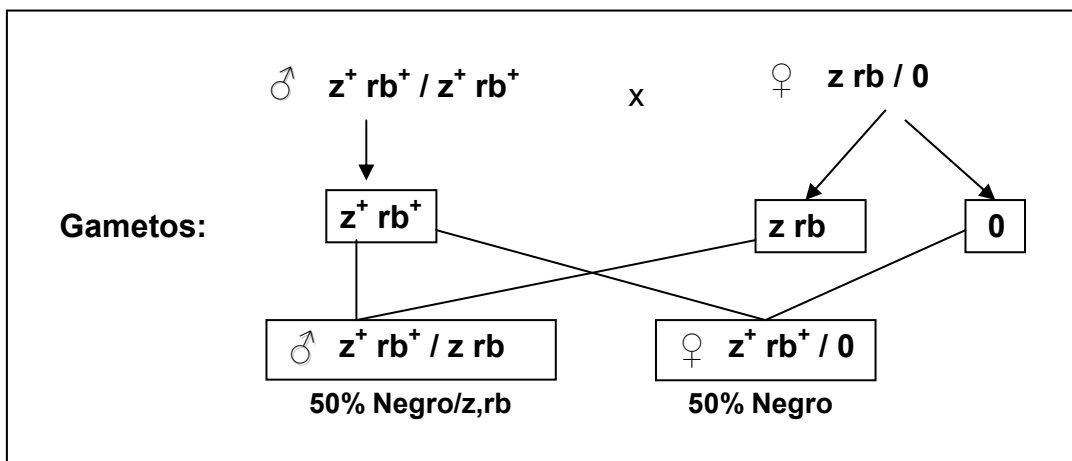 ♂ z⁺ rb⁺ / z⁺ rb⁺ x ♀ z rb / 0
Gametos: z⁺ rb⁺ z rb 0
♂ z⁺ rb⁺ / z rb ♀ z⁺ rb⁺ / 0
50% Negro/z,rb 50% Negro